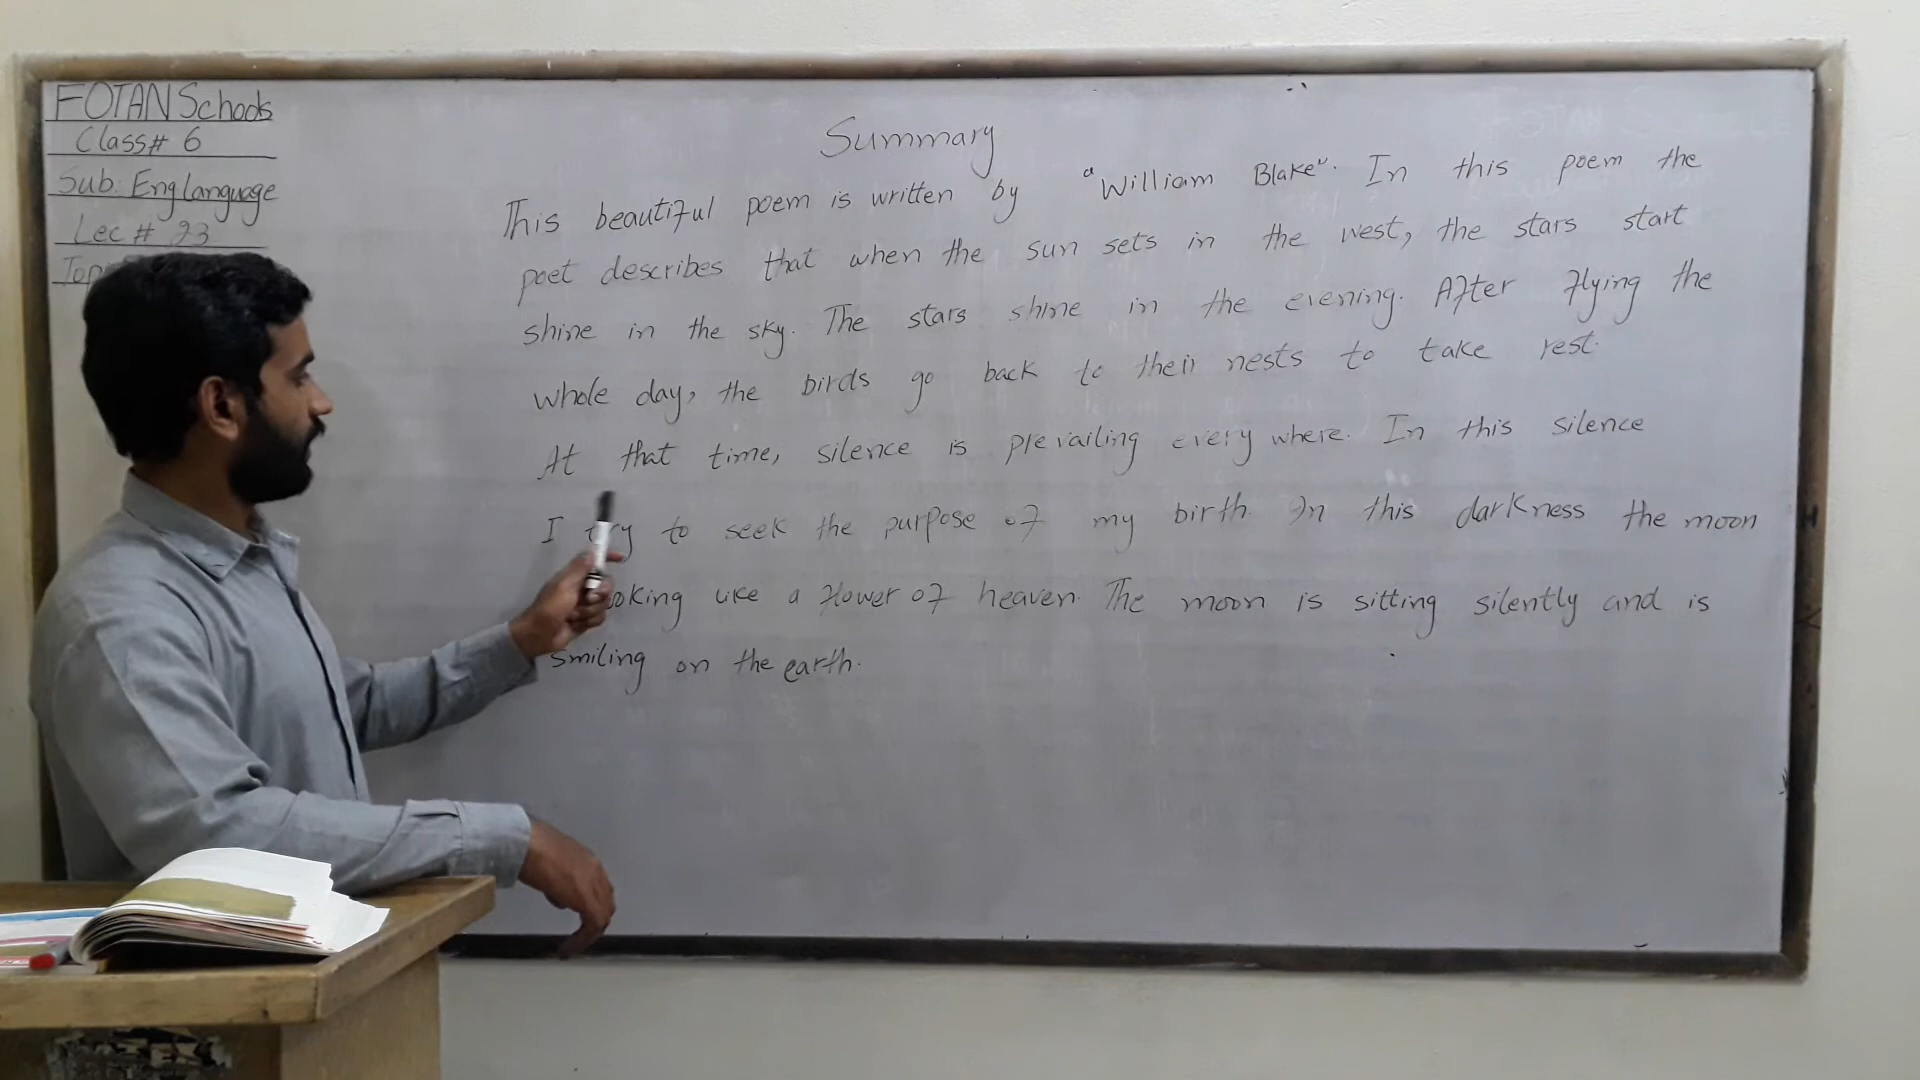 FOTAN Schools
Class# 6
Sub: Eng language
Lec # 23
Summary
This beautiful poem is written by "William Blake". In this poem the
poet describes that when the sun sets in the west, the stars start
shine in the sky. The stars shine in the evening. After flying the
whole day, the birds go back to their nests to take rest.
At that time, silence is prevailing every where. In this silence
I try to seek the purpose of my birth. In this darkness the moon
like a flower of heaven. The moon is sitting silently and is
smiling on the earth.